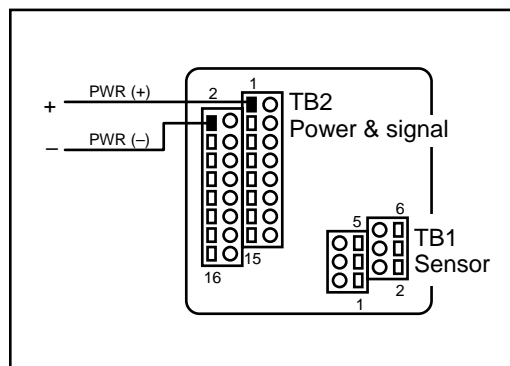 PWR (+)
+
2
1
TB2
Power & signal
PWR (–)
–
15
16
5
6
TB1
Sensor
1
2